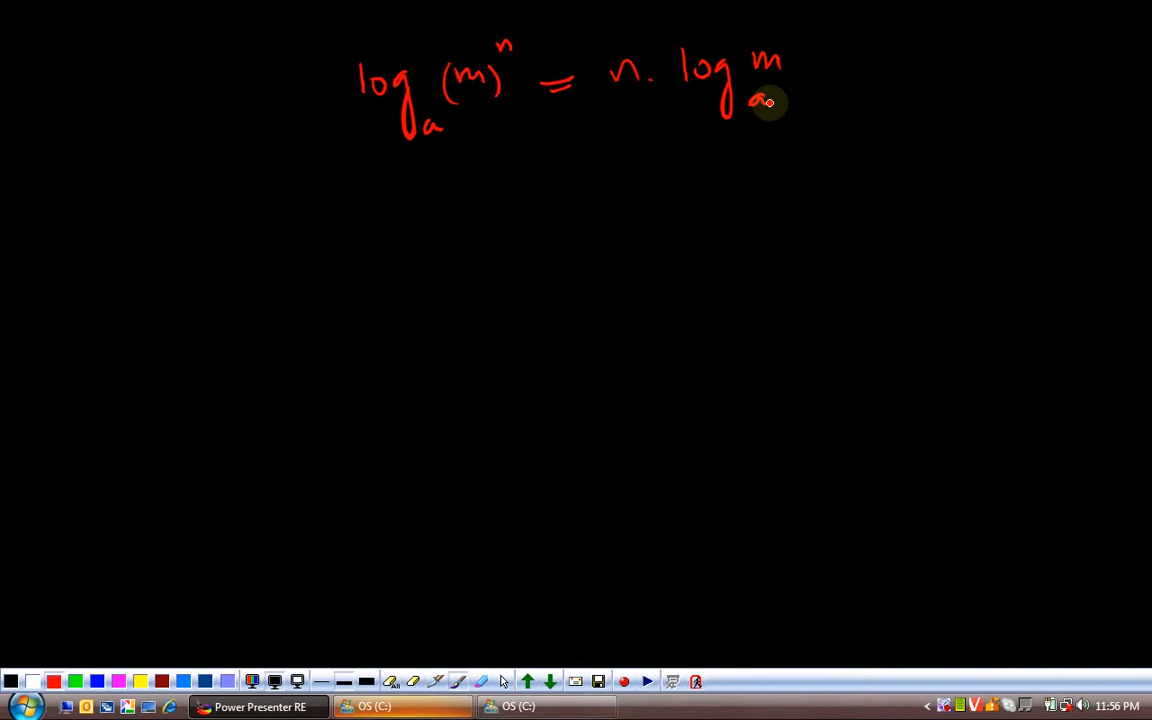 log_a (m)^n = n. log_a m
Power Presenter RE OS (C:) OS (C:) 11:56 PM